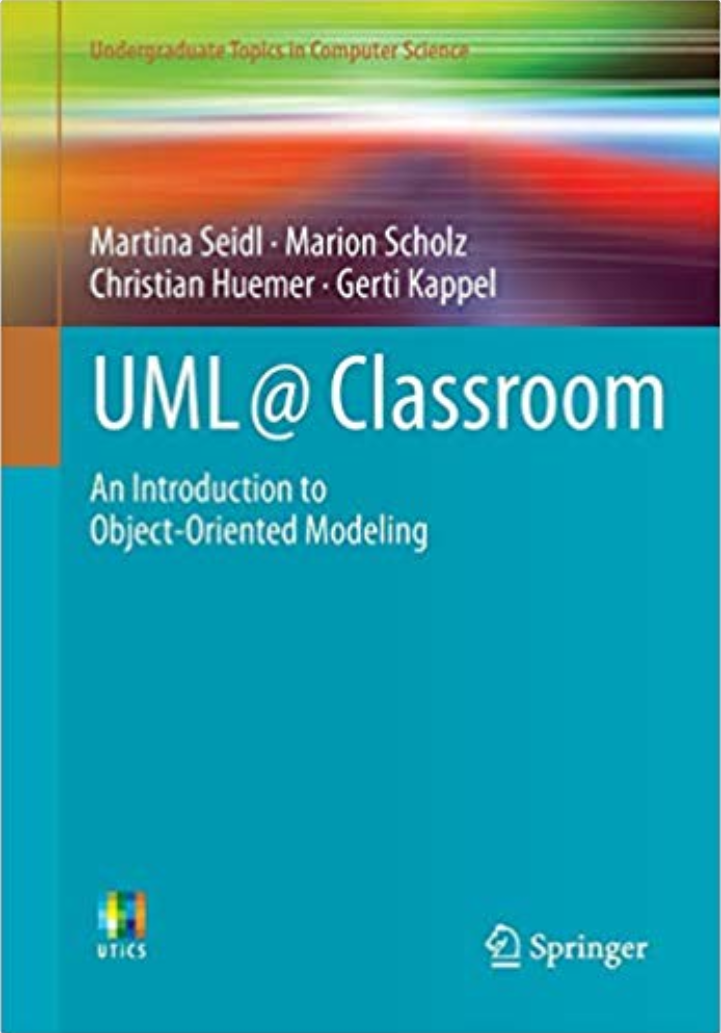 Undergraduate Topics in Computer Science
Martina Seidl · Marion Scholz
Christian Huemer · Gerti Kappel
UML @ Classroom
An Introduction to
Object-Oriented Modeling
UTiCS
Springer